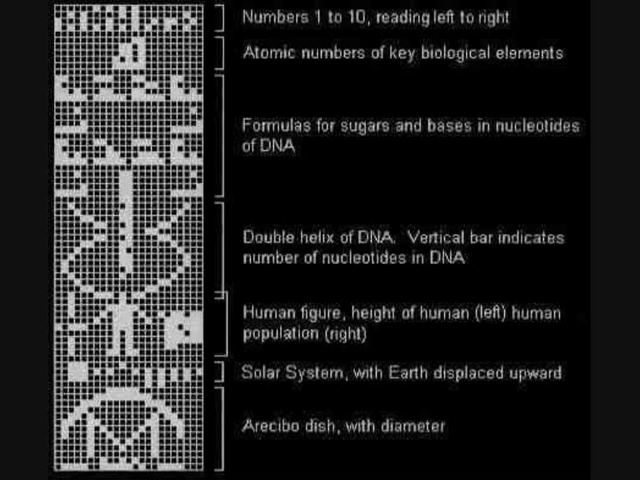 Numbers 1 to 10, reading left to right
Atomic numbers of key biological elements
Formulas for sugars and bases in nucleotides
of DNA
Double helix of DNA. Vertical bar indicates
number of nucleotides in DNA
Human figure, height of human (left) human
population (right)
Solar System, with Earth displaced upward
Arecibo dish, with diameter